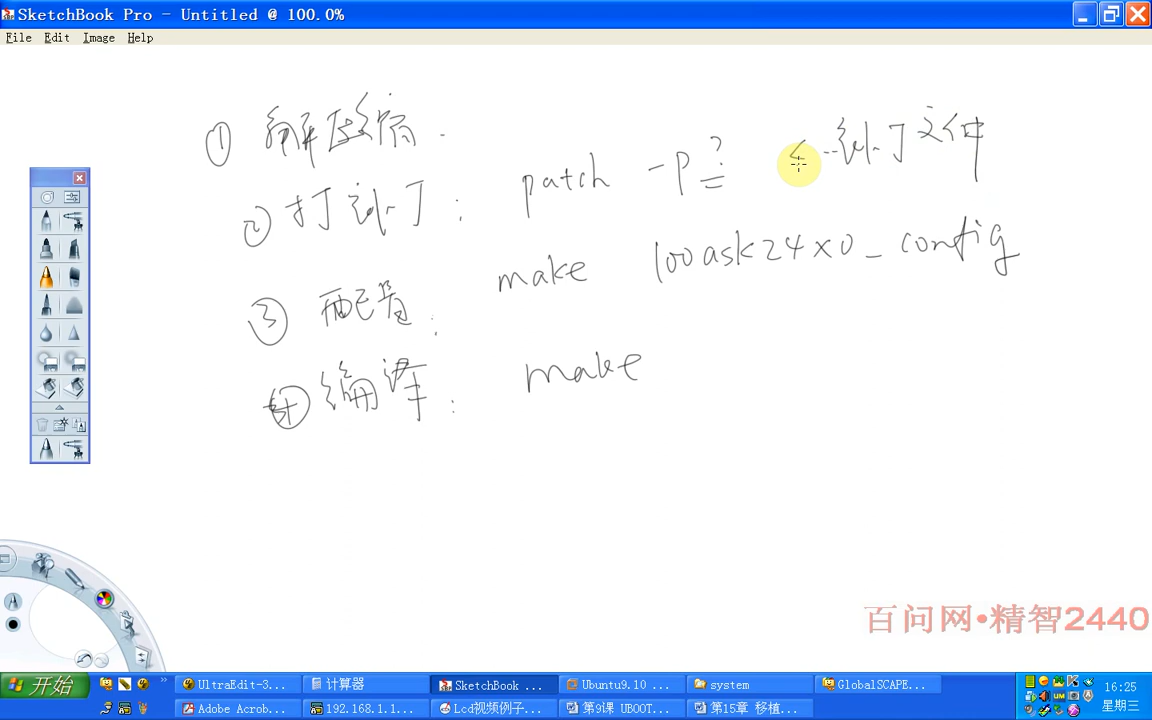 SketchBook Pro - Untitled @ 100.0%
File Edit Image Help
① 解压缩.
② 打补丁: patch -p? < ..补丁文件
③ 配置: make 100ask24x0_config
④ 编译: make
百问网•精智2440
开始 UltraEdit-3... 计算器 SketchBook ... Ubuntu9.10 ... system GlobalSCAPE... 16:25
Adobe Acrob... 192.168.1.1... Lcd视频例子... 第9课 UBOOT... 第15章 移植... 星期三